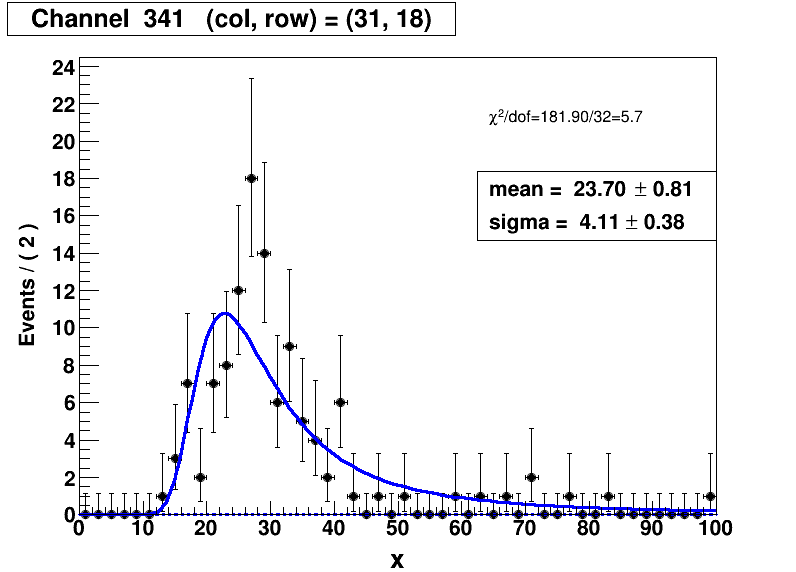 Channel 341 (col, row) = (31, 18)
χ²/dof=181.90/32=5.7
mean = 23.70 ± 0.81
sigma = 4.11 ± 0.38
Events / ( 2 )
24
22
20
18
16
14
12
10
8
6
4
2
0
0 10 20 30 40 50 60 70 80 90 100
x